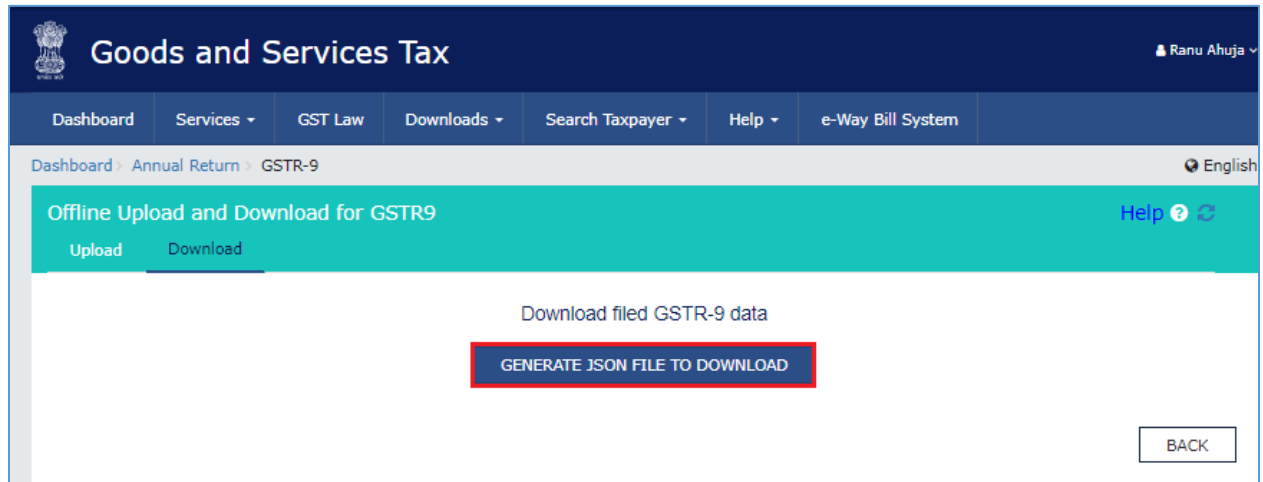 Goods and Services Tax
Ranu Ahuja
Dashboard Services GST Law Downloads Search Taxpayer Help e-Way Bill System
Dashboard > Annual Return > GSTR-9 English
Offline Upload and Download for GSTR9 Help ?
Upload Download
Download filed GSTR-9 data
GENERATE JSON FILE TO DOWNLOAD
BACK